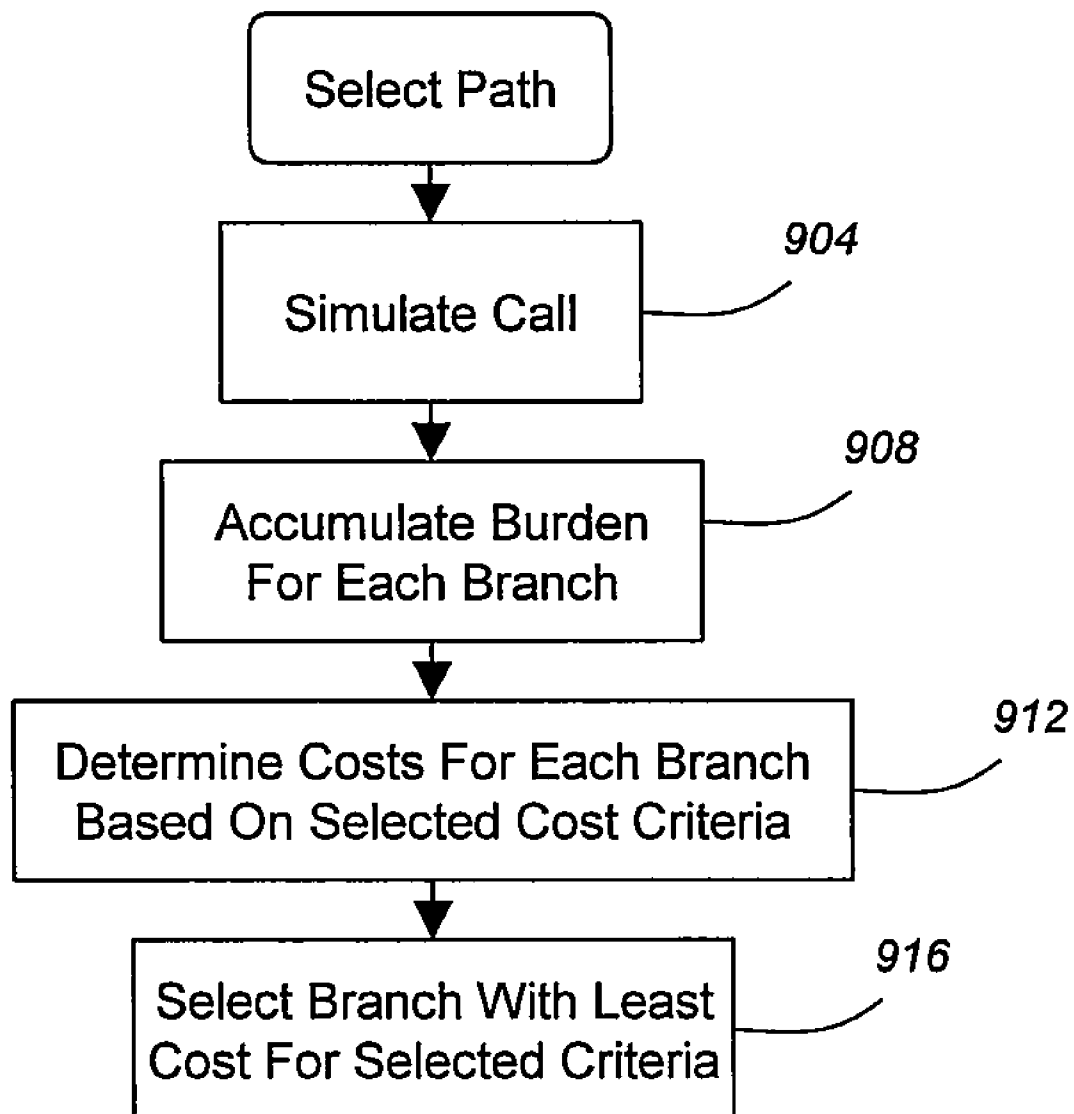 Select Path
904
Simulate Call
908
Accumulate Burden
For Each Branch
912
Determine Costs For Each Branch
Based On Selected Cost Criteria
916
Select Branch With Least
Cost For Selected Criteria